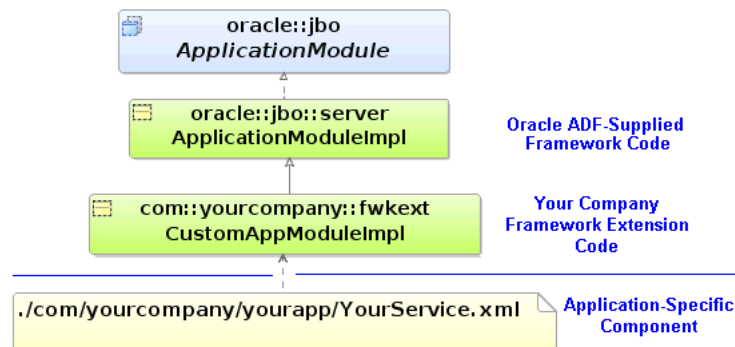 oracle::jbo
ApplicationModule
oracle::jbo::server
ApplicationModuleImpl
Oracle ADF-Supplied
Framework Code
com::yourcompany::fwkext
CustomAppModuleImpl
Your Company
Framework Extension
Code
./com/yourcompany/yourapp/YourService.xml
Application-Specific
Component